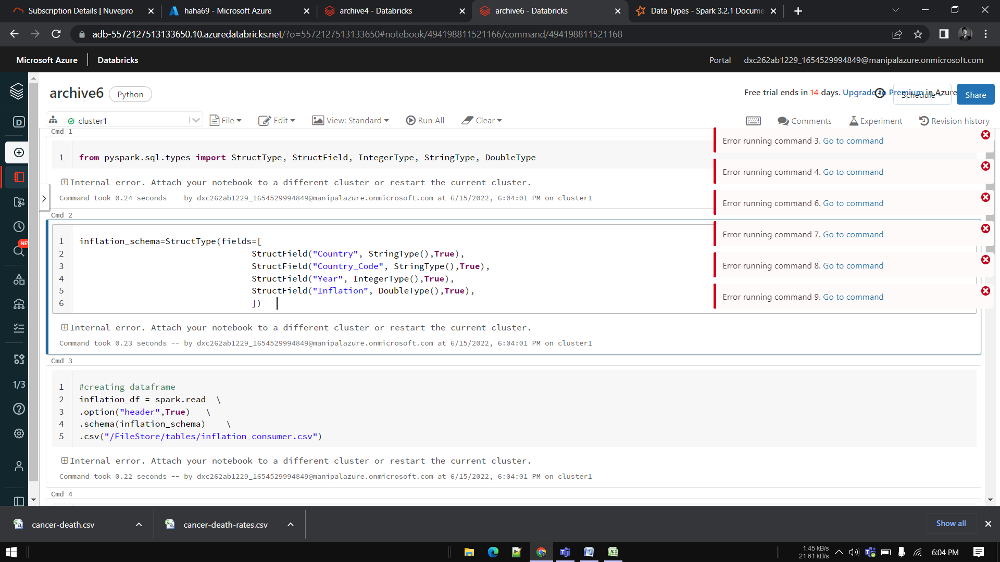 Subscription Details | Nuvepro
haha69 - Microsoft Azure
archive4 - Databricks
archive6 - Databricks
Data Types - Spark 3.2.1 Docume
adb-5572127513133650.10.azuredatabricks.net/?o=5572127513133650#notebook/494198811521166/command/494198811521168
Microsoft Azure
Databricks
Portal
dxc262ab1229_1654529994849@manipalazure.onmicrosoft.com
archive6
Python
Free trial ends in 14 days. Upgrade to Premium in Azure
Schedule
Share
cluster1
File
Edit
View: Standard
Run All
Clear
Comments
Experiment
Revision history
Cmd 1
1 from pyspark.sql.types import StructType, StructField, IntegerType, StringType, DoubleType
Internal error. Attach your notebook to a different cluster or restart the current cluster.
Command took 0.24 seconds -- by dxc262ab1229_1654529994849@manipalazure.onmicrosoft.com at 6/15/2022, 6:04:01 PM on cluster1
Error running command 3. Go to command
Error running command 4. Go to command
Error running command 6. Go to command
Error running command 7. Go to command
Error running command 8. Go to command
Error running command 9. Go to command
Cmd 2
1 inflation_schema=StructType(fields=[
2 StructField("Country", StringType(),True),
3 StructField("Country_Code", StringType(),True),
4 StructField("Year", IntegerType(),True),
5 StructField("Inflation", DoubleType(),True),
6 ])
Internal error. Attach your notebook to a different cluster or restart the current cluster.
Command took 0.23 seconds -- by dxc262ab1229_1654529994849@manipalazure.onmicrosoft.com at 6/15/2022, 6:04:01 PM on cluster1
Cmd 3
1 #creating dataframe
2 inflation_df = spark.read \
3 .option("header",True) \
4 .schema(inflation_schema) \
5 .csv("/FileStore/tables/inflation_consumer.csv")
Internal error. Attach your notebook to a different cluster or restart the current cluster.
Command took 0.22 seconds -- by dxc262ab1229_1654529994849@manipalazure.onmicrosoft.com at 6/15/2022, 6:04:01 PM on cluster1
Cmd 4
D
NEW
1/3
cancer-death.csv
cancer-death-rates.csv
Show all
1.45 kB/s
21.61 kB/s
6:04 PM